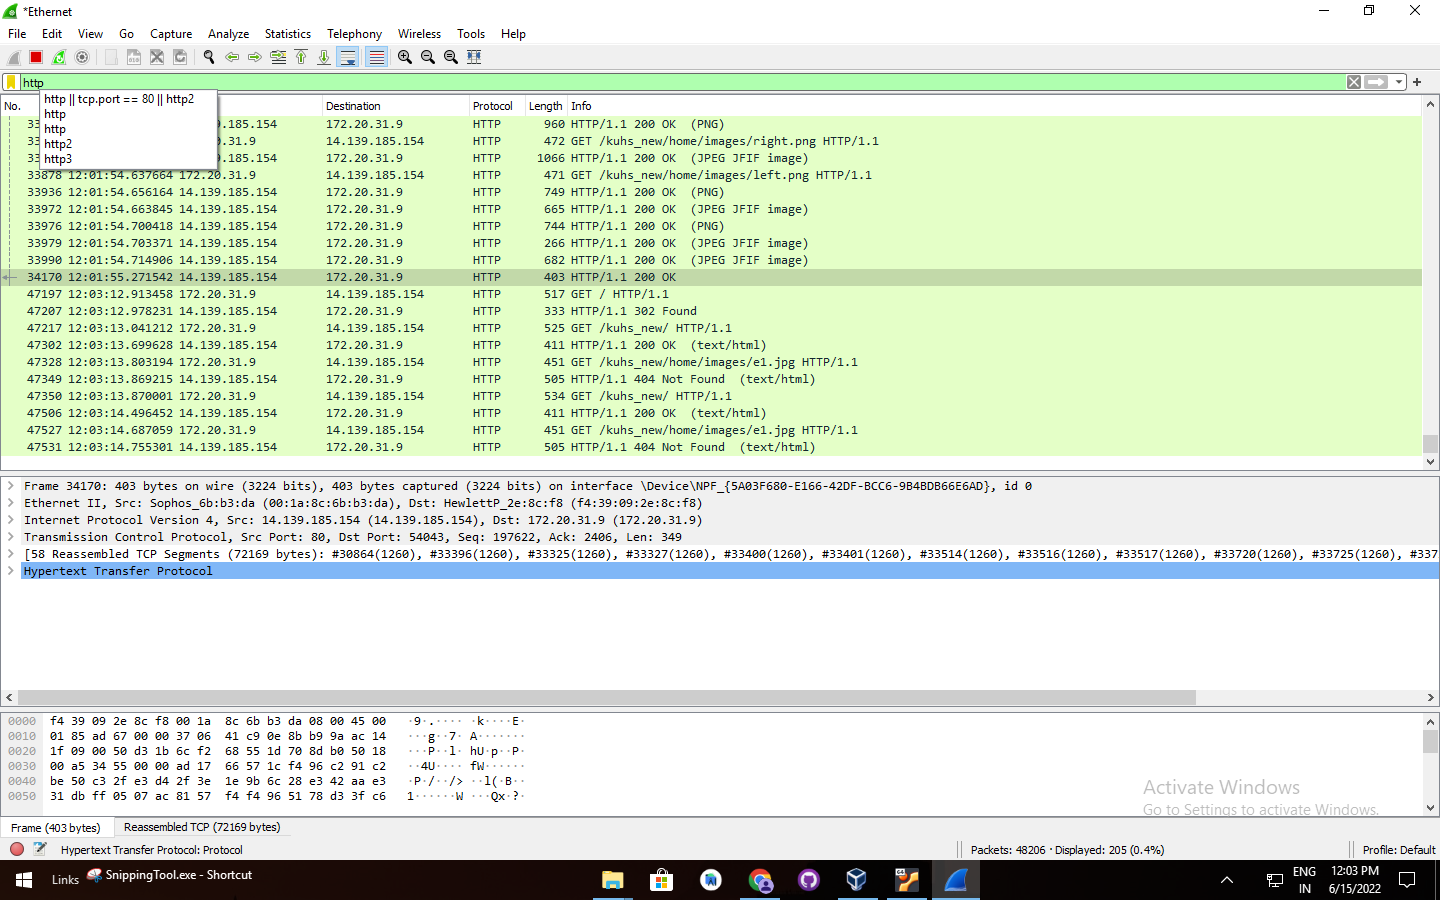 *Ethernet
File Edit View Go Capture Analyze Statistics Telephony Wireless Tools Help
http
http || tcp.port == 80 || http2
http
http
http2
http3
No. Destination Protocol Length Info
33 .185.154 172.20.31.9 HTTP 960 HTTP/1.1 200 OK (PNG)
33 .31.9 14.139.185.154 HTTP 472 GET /kuhs_new/home/images/right.png HTTP/1.1
33 .185.154 172.20.31.9 HTTP 1066 HTTP/1.1 200 OK (JPEG JFIF image)
33878 12:01:54.637664 172.20.31.9 14.139.185.154 HTTP 471 GET /kuhs_new/home/images/left.png HTTP/1.1
33936 12:01:54.656164 14.139.185.154 172.20.31.9 HTTP 749 HTTP/1.1 200 OK (PNG)
33972 12:01:54.663845 14.139.185.154 172.20.31.9 HTTP 665 HTTP/1.1 200 OK (JPEG JFIF image)
33976 12:01:54.700418 14.139.185.154 172.20.31.9 HTTP 744 HTTP/1.1 200 OK (PNG)
33979 12:01:54.703371 14.139.185.154 172.20.31.9 HTTP 266 HTTP/1.1 200 OK (JPEG JFIF image)
33990 12:01:54.714906 14.139.185.154 172.20.31.9 HTTP 682 HTTP/1.1 200 OK (JPEG JFIF image)
34170 12:01:55.271542 14.139.185.154 172.20.31.9 HTTP 403 HTTP/1.1 200 OK
47197 12:03:12.913458 172.20.31.9 14.139.185.154 HTTP 517 GET / HTTP/1.1
47207 12:03:12.978231 14.139.185.154 172.20.31.9 HTTP 333 HTTP/1.1 302 Found
47217 12:03:13.041212 172.20.31.9 14.139.185.154 HTTP 525 GET /kuhs_new/ HTTP/1.1
47302 12:03:13.699628 14.139.185.154 172.20.31.9 HTTP 411 HTTP/1.1 200 OK (text/html)
47328 12:03:13.803194 172.20.31.9 14.139.185.154 HTTP 451 GET /kuhs_new/home/images/e1.jpg HTTP/1.1
47349 12:03:13.869215 14.139.185.154 172.20.31.9 HTTP 505 HTTP/1.1 404 Not Found (text/html)
47350 12:03:13.870001 172.20.31.9 14.139.185.154 HTTP 534 GET /kuhs_new/ HTTP/1.1
47506 12:03:14.496452 14.139.185.154 172.20.31.9 HTTP 411 HTTP/1.1 200 OK (text/html)
47527 12:03:14.687059 172.20.31.9 14.139.185.154 HTTP 451 GET /kuhs_new/home/images/e1.jpg HTTP/1.1
47531 12:03:14.755301 14.139.185.154 172.20.31.9 HTTP 505 HTTP/1.1 404 Not Found (text/html)
Frame 34170: 403 bytes on wire (3224 bits), 403 bytes captured (3224 bits) on interface \Device\NPF_{5A03F680-E166-42DF-BCC6-9B4BDB66E6AD}, id 0
Ethernet II, Src: Sophos_6b:b3:da (00:1a:8c:6b:b3:da), Dst: HewlettP_2e:8c:f8 (f4:39:09:2e:8c:f8)
Internet Protocol Version 4, Src: 14.139.185.154 (14.139.185.154), Dst: 172.20.31.9 (172.20.31.9)
Transmission Control Protocol, Src Port: 80, Dst Port: 54043, Seq: 197622, Ack: 2406, Len: 349
[58 Reassembled TCP Segments (72169 bytes): #30864(1260), #33396(1260), #33325(1260), #33327(1260), #33400(1260), #33401(1260), #33514(1260), #33516(1260), #33517(1260), #33720(1260), #33725(1260), #337
Hypertext Transfer Protocol
0000 f4 39 09 2e 8c f8 00 1a 8c 6b b3 da 08 00 45 00 ·9·.···· ·k····E·
0010 01 85 ad 67 00 00 37 06 41 c9 0e 8b b9 9a ac 14 ···g··7· A·······
0020 1f 09 00 50 d3 1b 6c f2 68 55 1d 70 8d b0 50 18 ···P··l· hU·p··P·
0030 00 a5 34 55 00 00 ad 17 66 57 1c f4 96 c2 91 c2 ··4U···· fW······
0040 be 50 c3 2f e3 d4 2f 3e 1e 9b 6c 28 e3 42 aa e3 ·P·/··/> ··l(·B··
0050 31 db ff 05 07 ac 81 57 f4 f4 96 51 78 d3 3f c6 1······W ···Qx·?·
Activate Windows
Go to Settings to activate Windows.
Frame (403 bytes) Reassembled TCP (72169 bytes)
Hypertext Transfer Protocol: Protocol Packets: 48206 · Displayed: 205 (0.4%) Profile: Default
Links SnippingTool.exe - Shortcut
ENG
IN
12:03 PM
6/15/2022